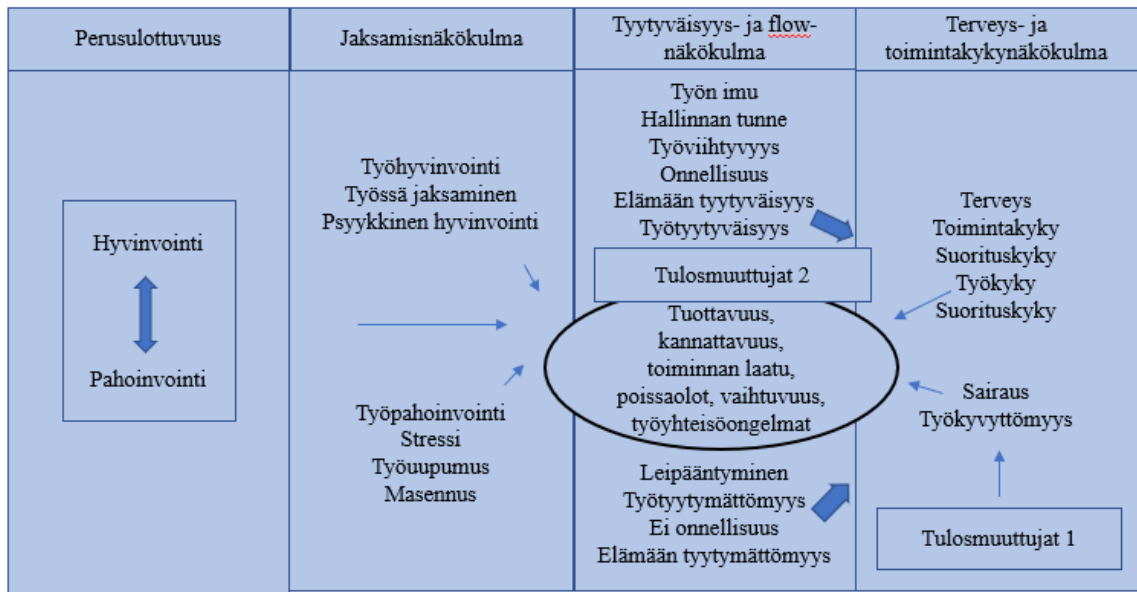 Perusulottuvuus
Jaksamisnäkökulma
Tyytyväisyys- ja flow-
näkökulma
Terveys- ja
toimintakykynäkökulma
Hyvinvointi
Pahoinvointi
Työhyvinvointi
Työssä jaksaminen
Psyykkinen hyvinvointi
Työpahoinvointi
Stressi
Työuupumus
Masennus
Työn imu
Hallinnan tunne
Työviihtyvyys
Onnellisuus
Elämään tyytyväisyys
Työtyytyväisyys
Tulosmuuttujat 2
Tuottavuus,
kannattavuus,
toiminnan laatu,
poissaolot, vaihtuvuus,
työyhteisöongelmat
Leipääntyminen
Työtyytymättömyys
Ei onnellisuus
Elämään tyytymättömyys
Terveys
Toimintakyky
Suorituskyky
Työkyky
Suorituskyky
Sairaus
Työkyvyttömyys
Tulosmuuttujat 1